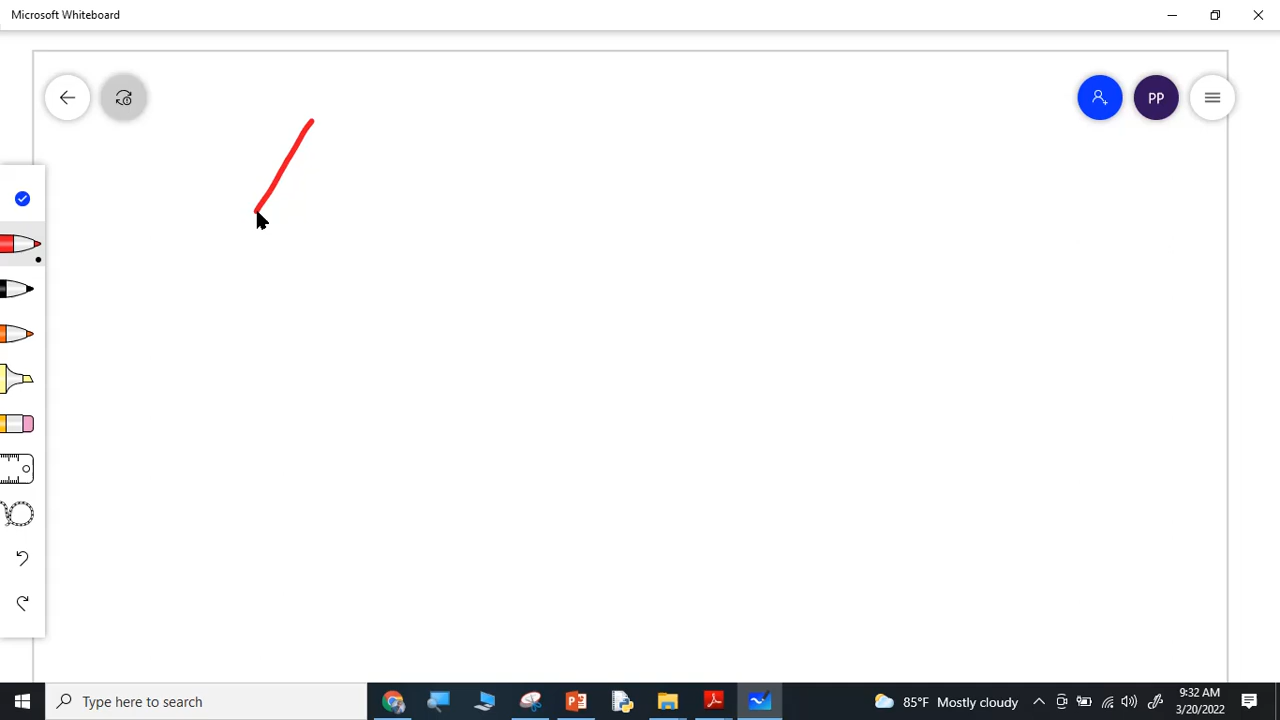 Microsoft Whiteboard
PP
Type here to search
85°F Mostly cloudy
9:32 AM
3/20/2022